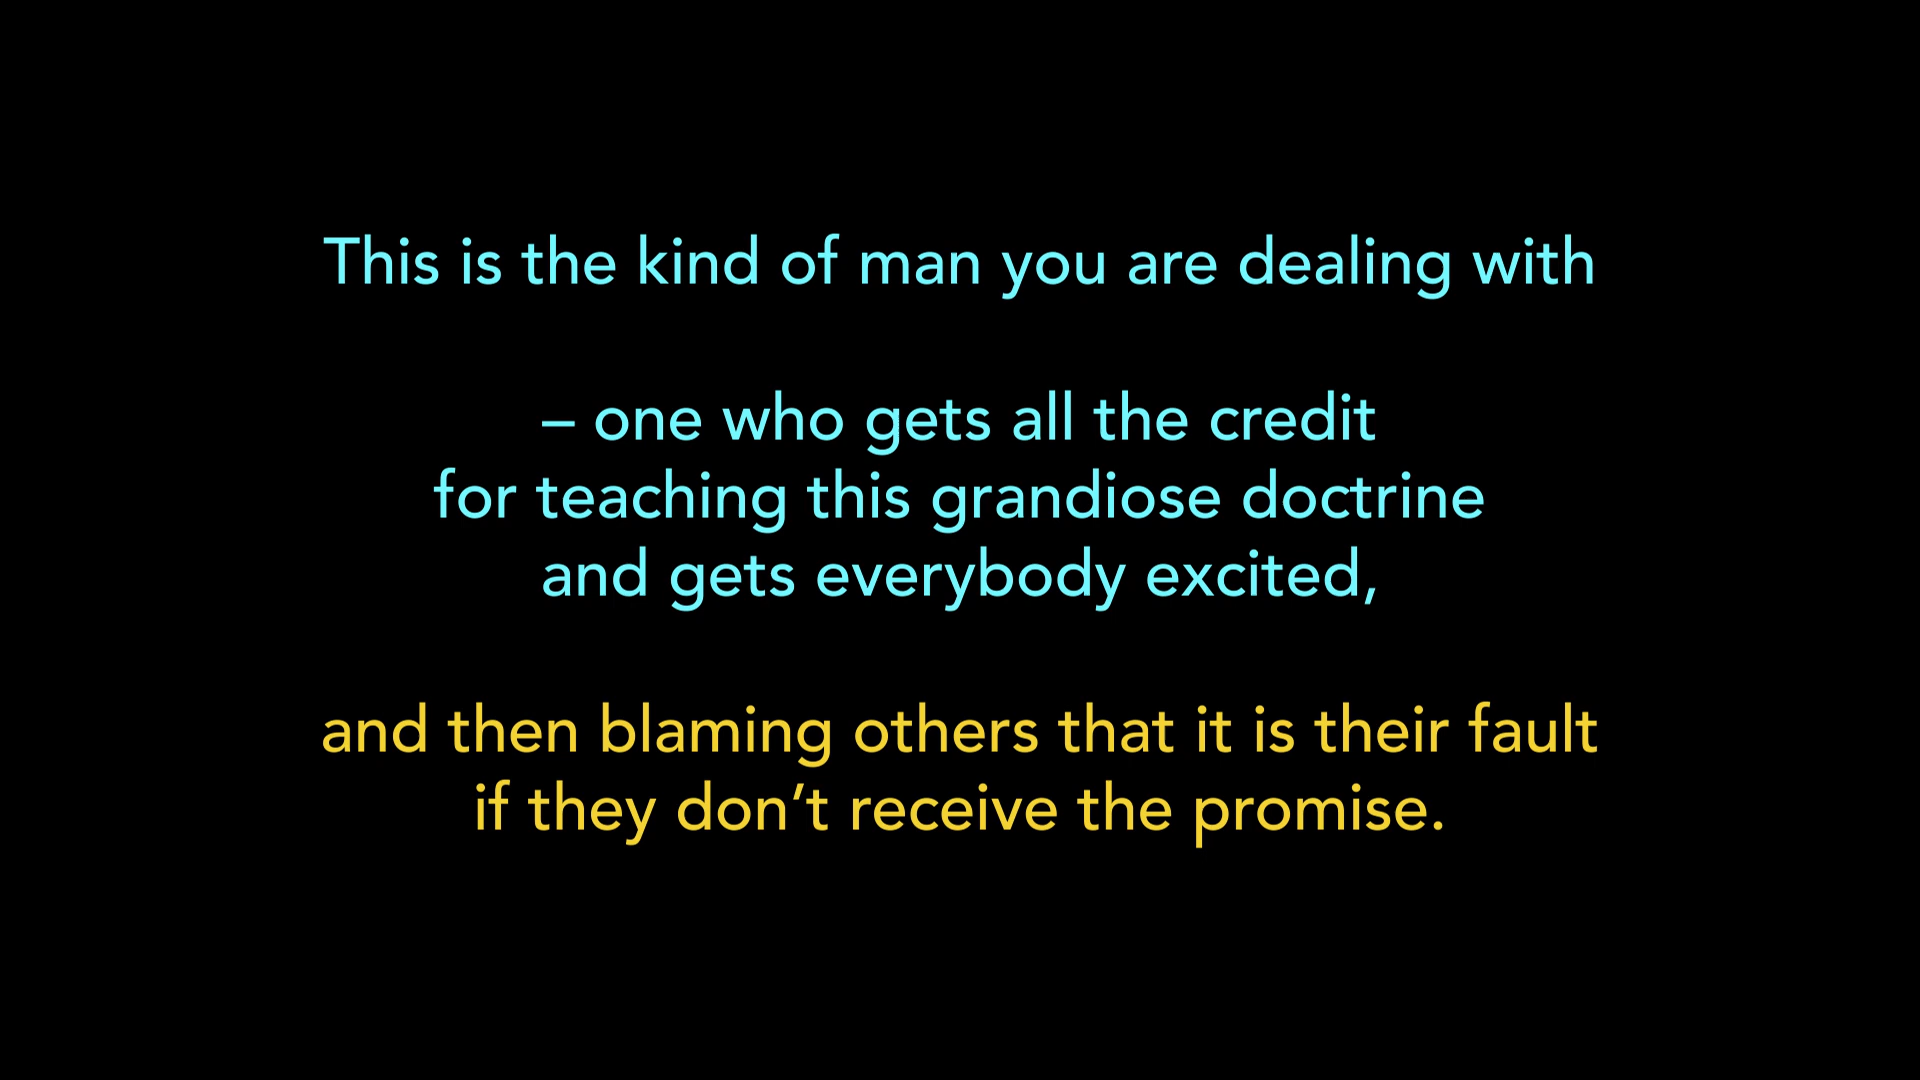 This is the kind of man you are dealing with
– one who gets all the credit
for teaching this grandiose doctrine
and gets everybody excited,
and then blaming others that it is their fault
if they don’t receive the promise.